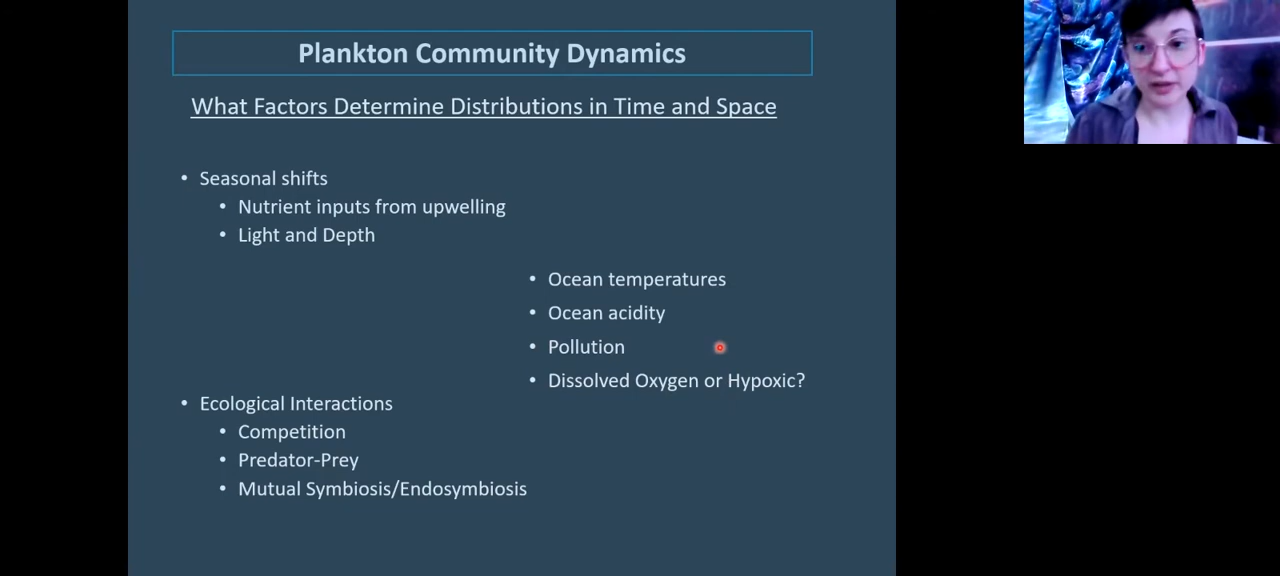 Plankton Community Dynamics
What Factors Determine Distributions in Time and Space
• Seasonal shifts
• Nutrient inputs from upwelling
• Light and Depth
• Ocean temperatures
• Ocean acidity
• Pollution
• Dissolved Oxygen or Hypoxic?
• Ecological Interactions
• Competition
• Predator-Prey
• Mutual Symbiosis/Endosymbiosis